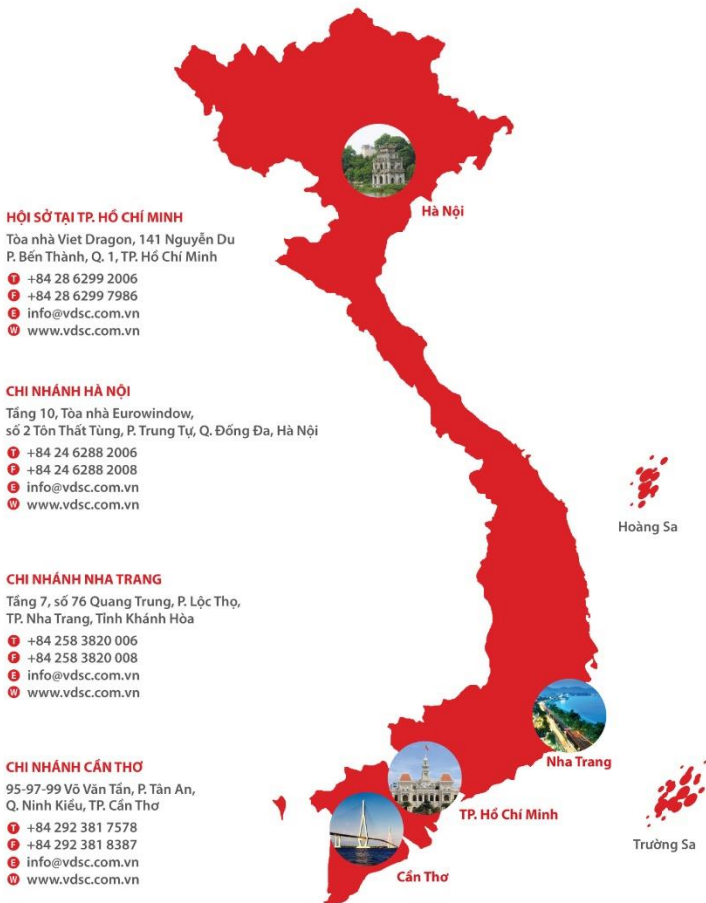 HỘI SỞ TẠI TP. HỒ CHÍ MINH
Tòa nhà Viet Dragon, 141 Nguyễn Du
P. Bến Thành, Q. 1, TP. Hồ Chí Minh
T +84 28 6299 2006
F +84 28 6299 7986
E info@vdsc.com.vn
W www.vdsc.com.vn
CHI NHÁNH HÀ NỘI
Tầng 10, Tòa nhà Eurowindow,
số 2 Tôn Thất Tùng, P. Trung Tự, Q. Đống Đa, Hà Nội
T +84 24 6288 2006
F +84 24 6288 2008
E info@vdsc.com.vn
W www.vdsc.com.vn
CHI NHÁNH NHA TRANG
Tầng 7, số 76 Quang Trung, P. Lộc Thọ,
TP. Nha Trang, Tỉnh Khánh Hòa
T +84 258 3820 006
F +84 258 3820 008
E info@vdsc.com.vn
W www.vdsc.com.vn
CHI NHÁNH CẦN THƠ
95-97-99 Võ Văn Tần, P. Tân An,
Q. Ninh Kiều, TP. Cần Thơ
T +84 292 381 7578
F +84 292 381 8387
E info@vdsc.com.vn
W www.vdsc.com.vn
Hà Nội
Hoàng Sa
Nha Trang
TP. Hồ Chí Minh
Trường Sa
Cần Thơ